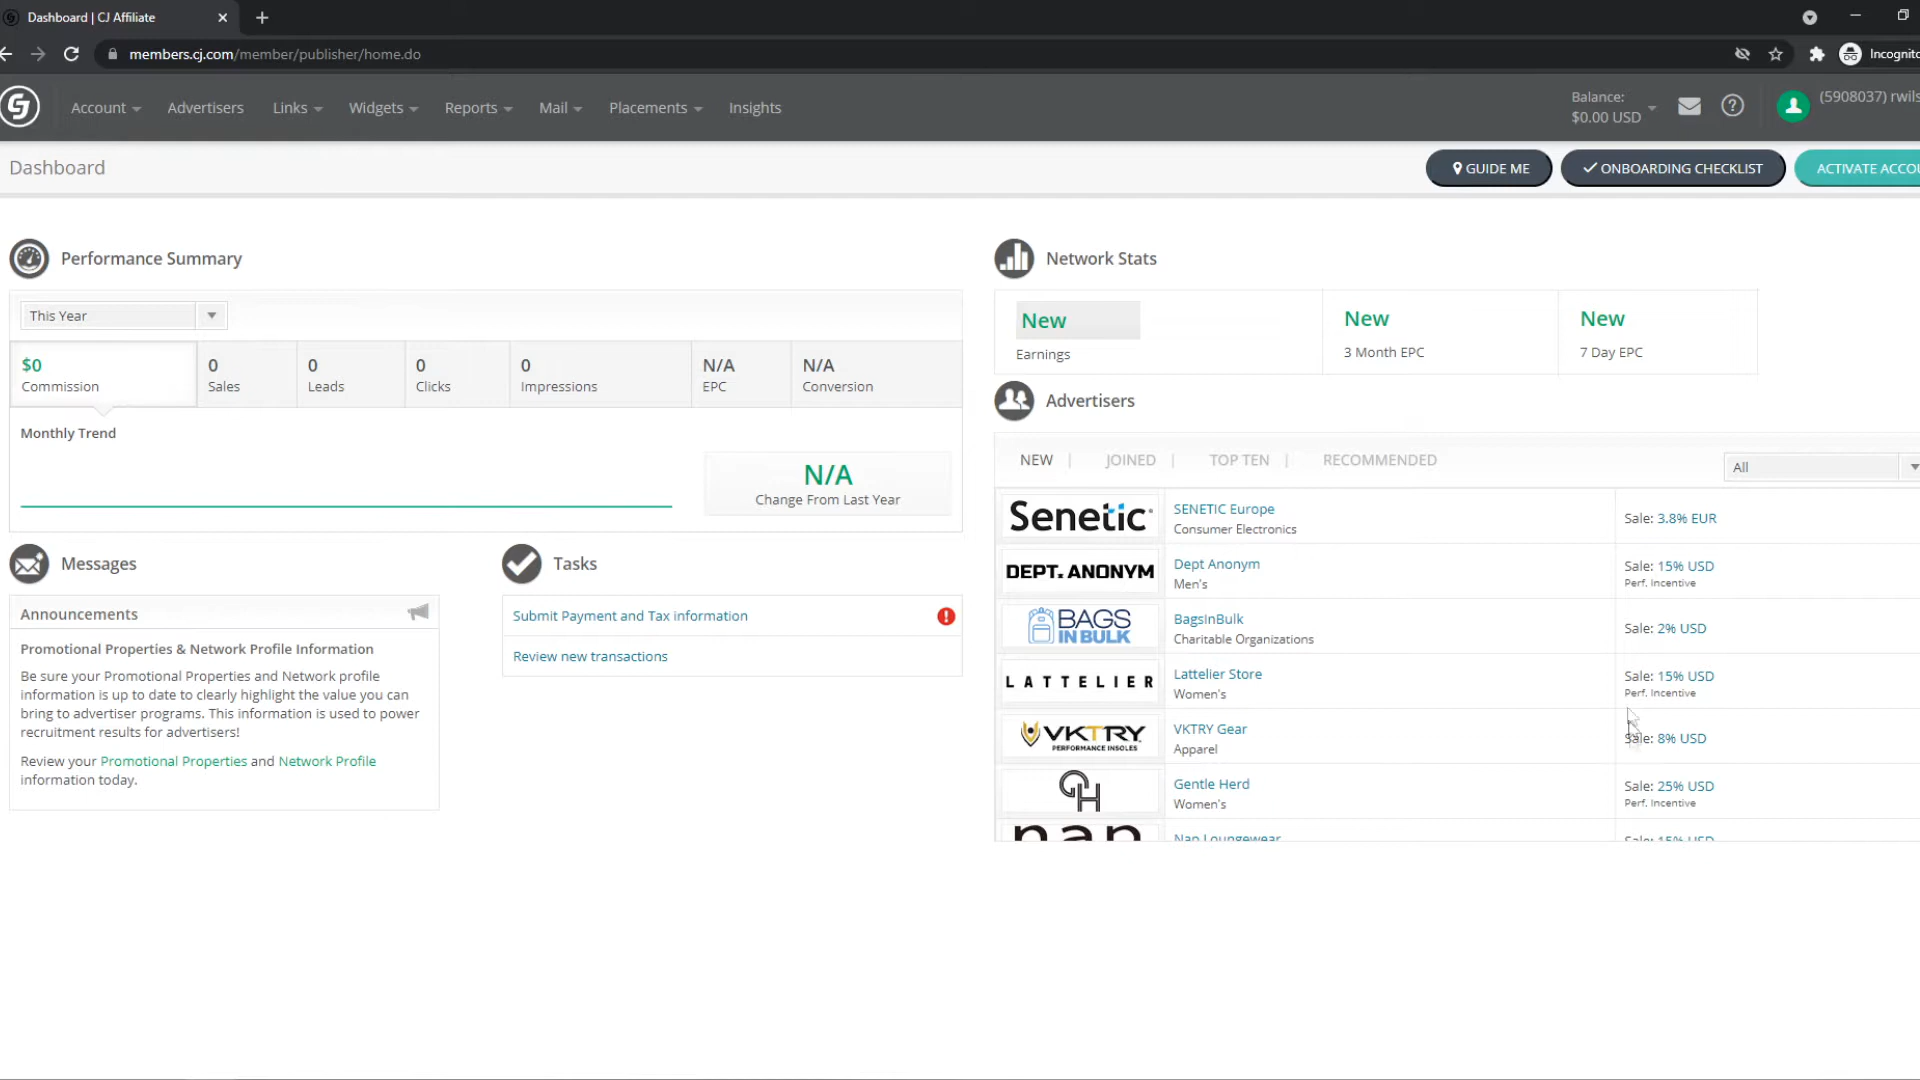 Dashboard | CJ Affiliate
members.cj.com/member/publisher/home.do
Incognito
Account
Advertisers
Links
Widgets
Reports
Mail
Placements
Insights
Balance:
$0.00 USD
(5908037) rwils
Dashboard
GUIDE ME
ONBOARDING CHECKLIST
ACTIVATE ACCOU
Performance Summary
This Year
$0
Commission
0
Sales
0
Leads
0
Clicks
0
Impressions
N/A
EPC
N/A
Conversion
Monthly Trend
N/A
Change From Last Year
Messages
Announcements
Promotional Properties & Network Profile Information
Be sure your Promotional Properties and Network profile
information is up to date to clearly highlight the value you can
bring to advertiser programs. This information is used to power
recruitment results for advertisers!
Review your Promotional Properties and Network Profile
information today.
Tasks
Submit Payment and Tax information
Review new transactions
Network Stats
New
Earnings
New
3 Month EPC
New
7 Day EPC
Advertisers
NEW | JOINED | TOP TEN | RECOMMENDED
All
Senetic
SENETIC Europe
Consumer Electronics
Sale: 3.8% EUR
DEPT. ANONYM
Dept Anonym
Men's
Sale: 15% USD
Perf. Incentive
BAGS
IN BULK
BagsinBulk
Charitable Organizations
Sale: 2% USD
LATTELIER
Lattelier Store
Women's
Sale: 15% USD
Perf. Incentive
VKTRY
PERFORMANCE INSOLES
VKTRY Gear
Apparel
Sale: 8% USD
GH
Gentle Herd
Women's
Sale: 25% USD
Perf. Incentive
nap
Nap Loungewear
Sale: 15% USD